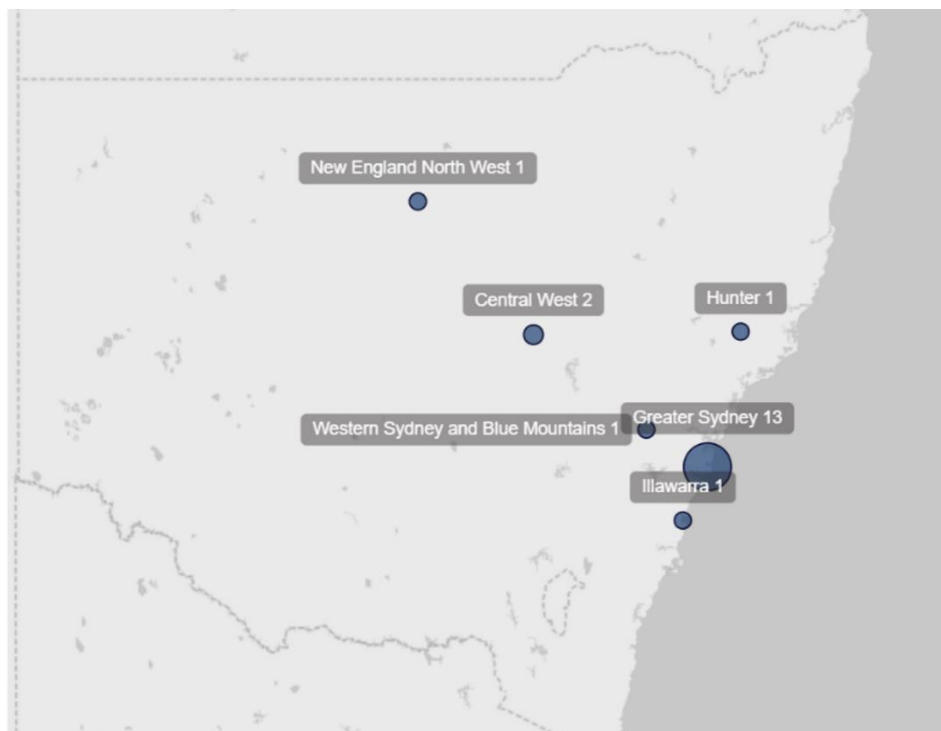 New England North West 1
Central West 2
Hunter 1
Greater Sydney 13
Western Sydney and Blue Mountains 1
Illawarra 1